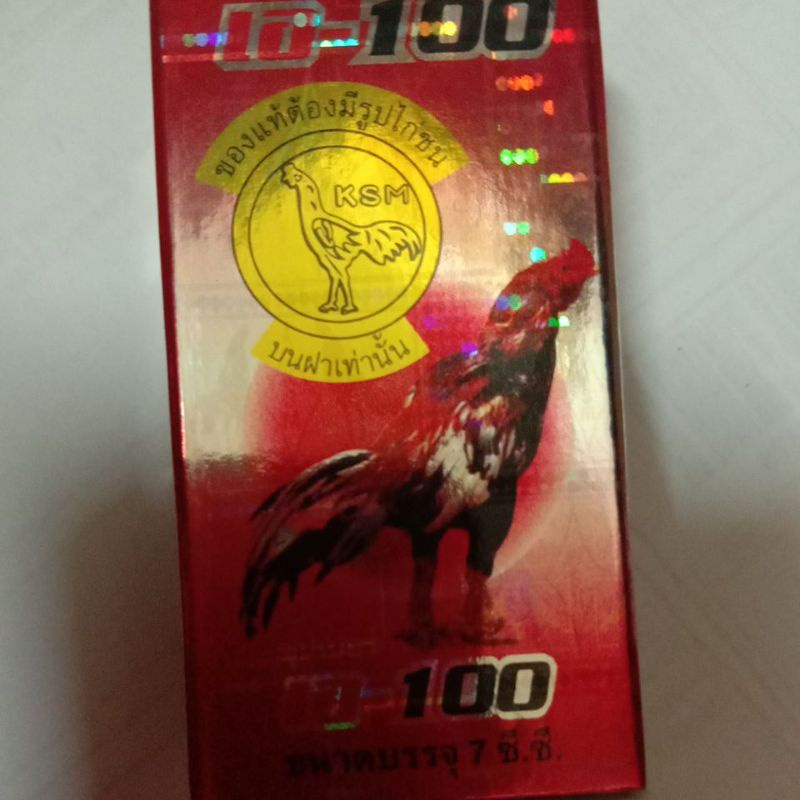 -100
ของแท้ต้องมีรูปไก่ชน
KSM
บนฝาเท่านั้น
-100
ขนาดบรรจุ 7 ซี.ซี.